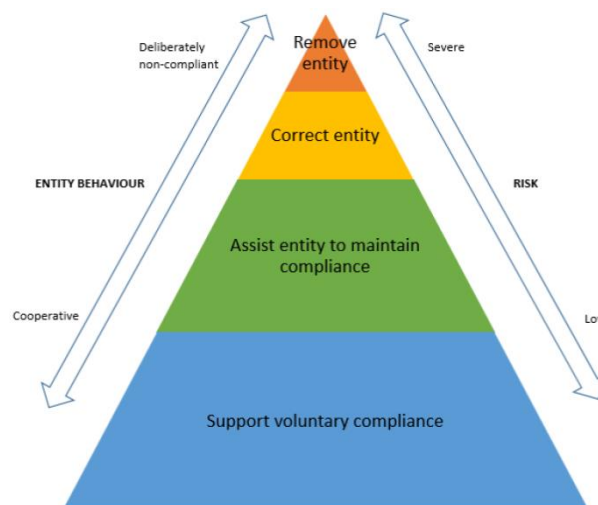 Deliberately
non-compliant
Remove
entity
Severe
Correct entity
ENTITY BEHAVIOUR
RISK
Assist entity to maintain
compliance
Cooperative
Support voluntary compliance